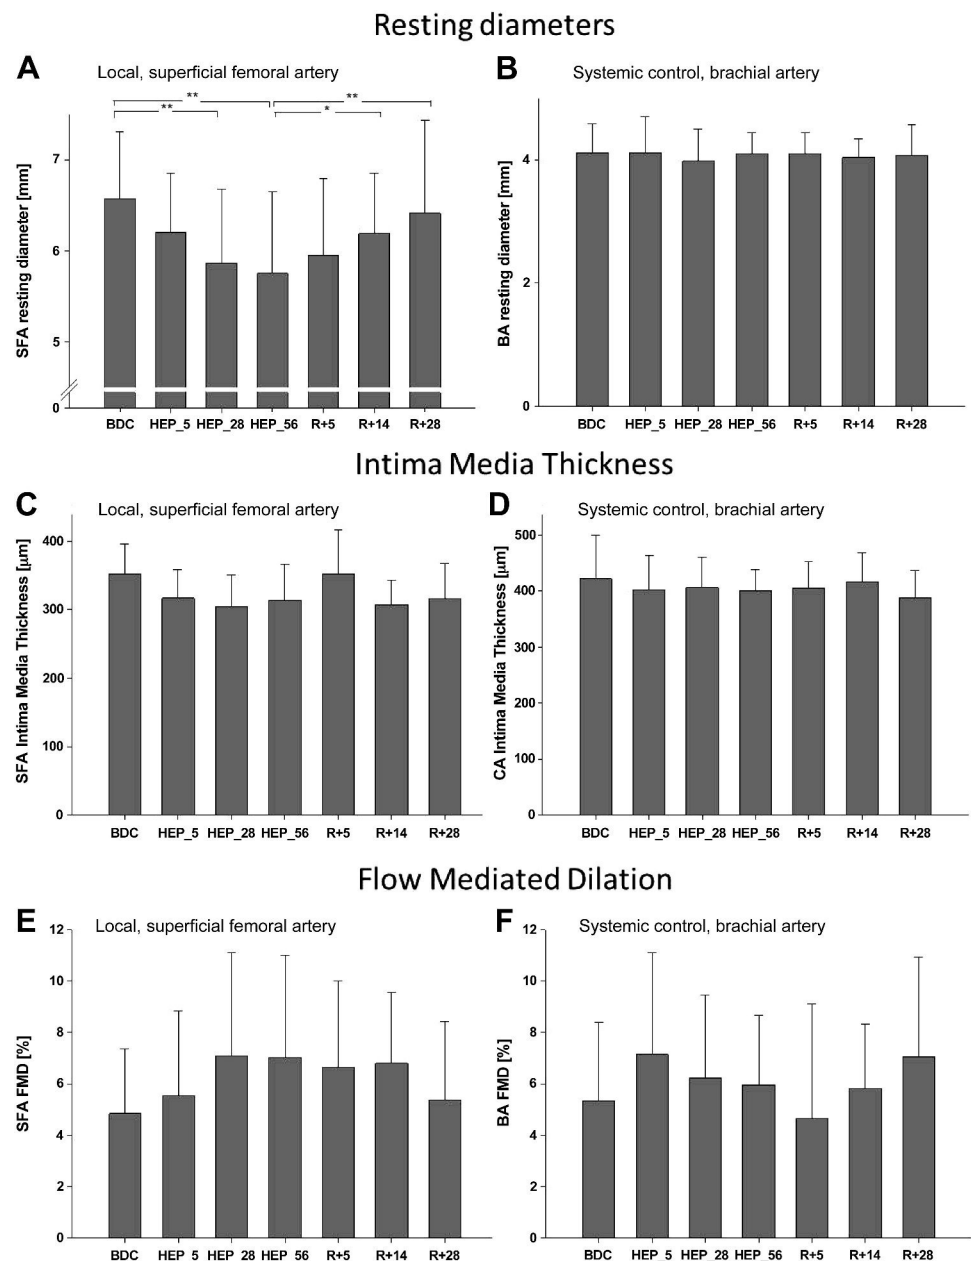 Resting diameters
A
Local, superficial femoral artery
**
**
**
*
SFA resting diameter [mm]
7
6
5
0
BDC HEP_5 HEP_28 HEP_56 R+5 R+14 R+28
B
Systemic control, brachial artery
BA resting diameter [mm]
4
2
0
BDC HEP_5 HEP_28 HEP_56 R+5 R+14 R+28
Intima Media Thickness
C
Local, superficial femoral artery
SFA Intima Media Thickness [µm]
400
300
200
100
0
BDC HEP_5 HEP_28 HEP_56 R+5 R+14 R+28
D
Systemic control, brachial artery
CA Intima Media Thickness [µm]
500
400
300
200
100
0
BDC HEP_5 HEP_28 HEP_56 R+5 R+14 R+28
Flow Mediated Dilation
E
Local, superficial femoral artery
SFA FMD [%]
12
10
8
6
4
2
0
BDC HEP_5 HEP_28 HEP_56 R+5 R+14 R+28
F
Systemic control, brachial artery
BA FMD [%]
12
10
8
6
4
2
0
BDC HEP_5 HEP_28 HEP_56 R+5 R+14 R+28